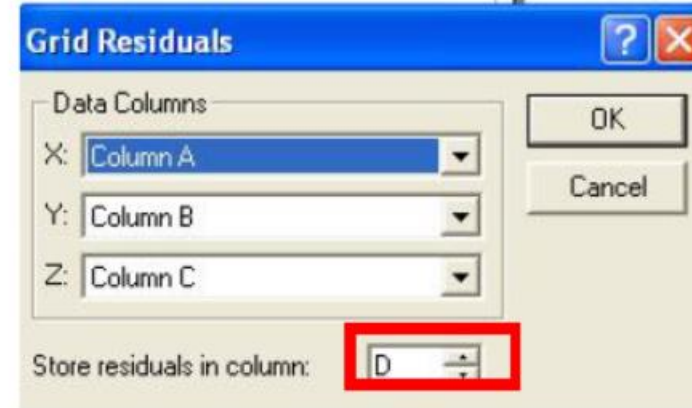 Grid Residuals
Data Columns
OK
X: Column A
Cancel
Y: Column B
Z: Column C
Store residuals in column: D